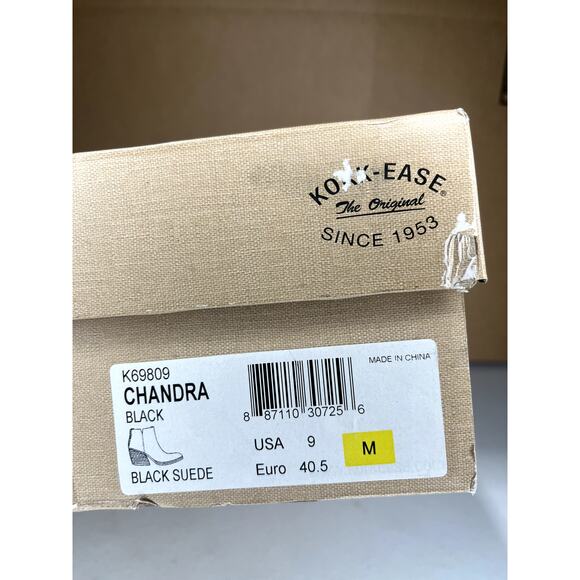 KORK-EASE®
The Original
SINCE 1953
K69809
CHANDRA
BLACK
BLACK SUEDE
8 87110 30725 6
MADE IN CHINA
USA 9
Euro 40.5
M